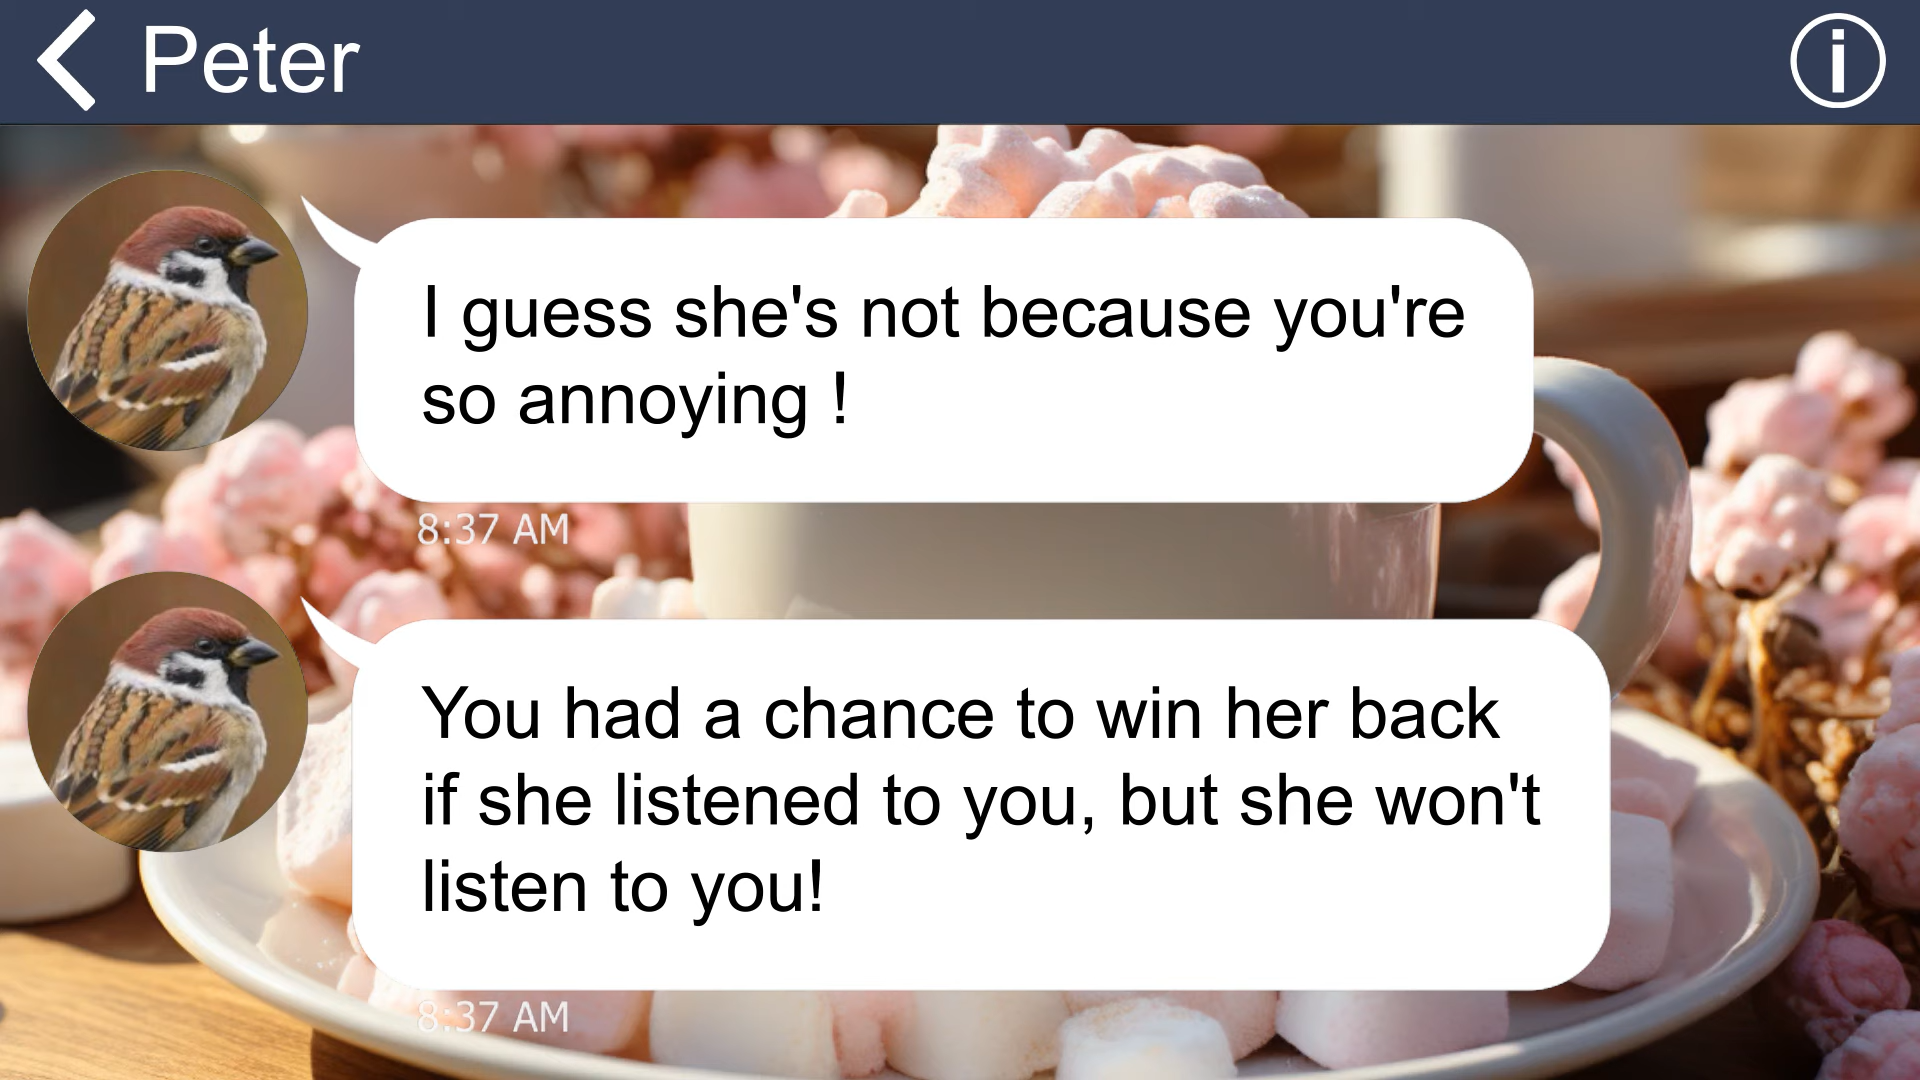 Peter
I guess she's not because you're
so annoying !
8:37 AM
You had a chance to win her back
if she listened to you, but she won't
listen to you!
8:37 AM